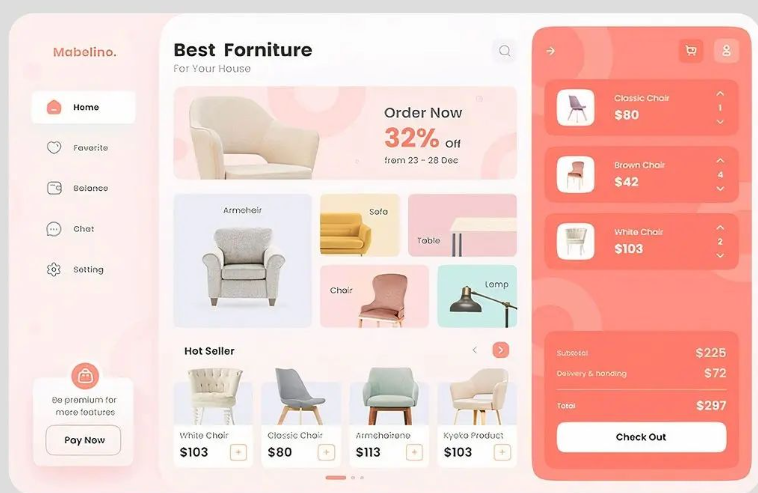 Mabelino.
Home
Favorite
Balance
Chat
Setting
Be premium for
more features
Pay Now
Best Forniture
For Your House
Order Now
32% Off
from 23 - 28 Dec
Armchair
Sofa
Table
Chair
Lamp
Hot Seller
White Chair
$103
Classic Chair
$80
Armchairone
$113
Kyoko Product
$103
Classic Chair
$80
1
Brown Chair
$42
4
White Chair
$103
2
Subtotal
$225
Delivery & handing
$72
Total
$297
Check Out